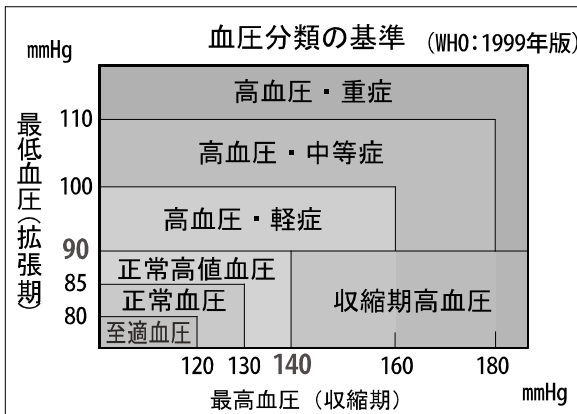 血圧分類の基準 (WHO:1999年版)
mmHg
最低血圧(拡張期)
高血圧・重症
110
高血圧・中等症
100
高血圧・軽症
90
正常高値血圧
85
正常血圧
収縮期高血圧
80
至適血圧
120 130 140 160 180
最高血圧(収縮期) mmHg